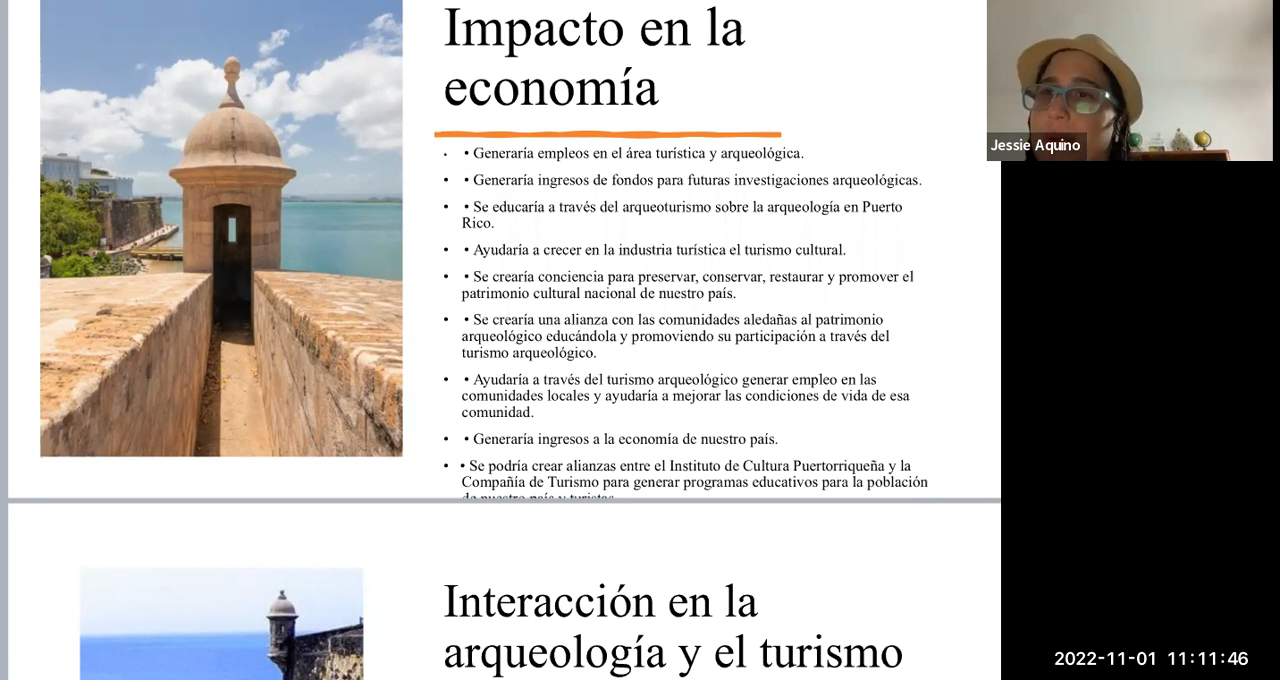 Impacto en la
economía
• • Generaría empleos en el área turística y arqueológica.
• • Generaría ingresos de fondos para futuras investigaciones arqueológicas.
• • Se educaría a través del arqueoturismo sobre la arqueología en Puerto
Rico.
• • Ayudaría a crecer en la industria turística el turismo cultural.
• • Se crearía conciencia para preservar, conservar, restaurar y promover el
patrimonio cultural nacional de nuestro país.
• • Se crearía una alianza con las comunidades aledañas al patrimonio
arqueológico educándola y promoviendo su participación a través del
turismo arqueológico.
• • Ayudaría a través del turismo arqueológico generar empleo en las
comunidades locales y ayudaría a mejorar las condiciones de vida de esa
comunidad.
• • Generaría ingresos a la economía de nuestro país.
• • Se podría crear alianzas entre el Instituto de Cultura Puertorriqueña y la
Compañía de Turismo para generar programas educativos para la población
de nuestro país y turistas.
Interacción en la
arqueología y el turismo
Jessie Aquino
2022-11-01 11:11:46